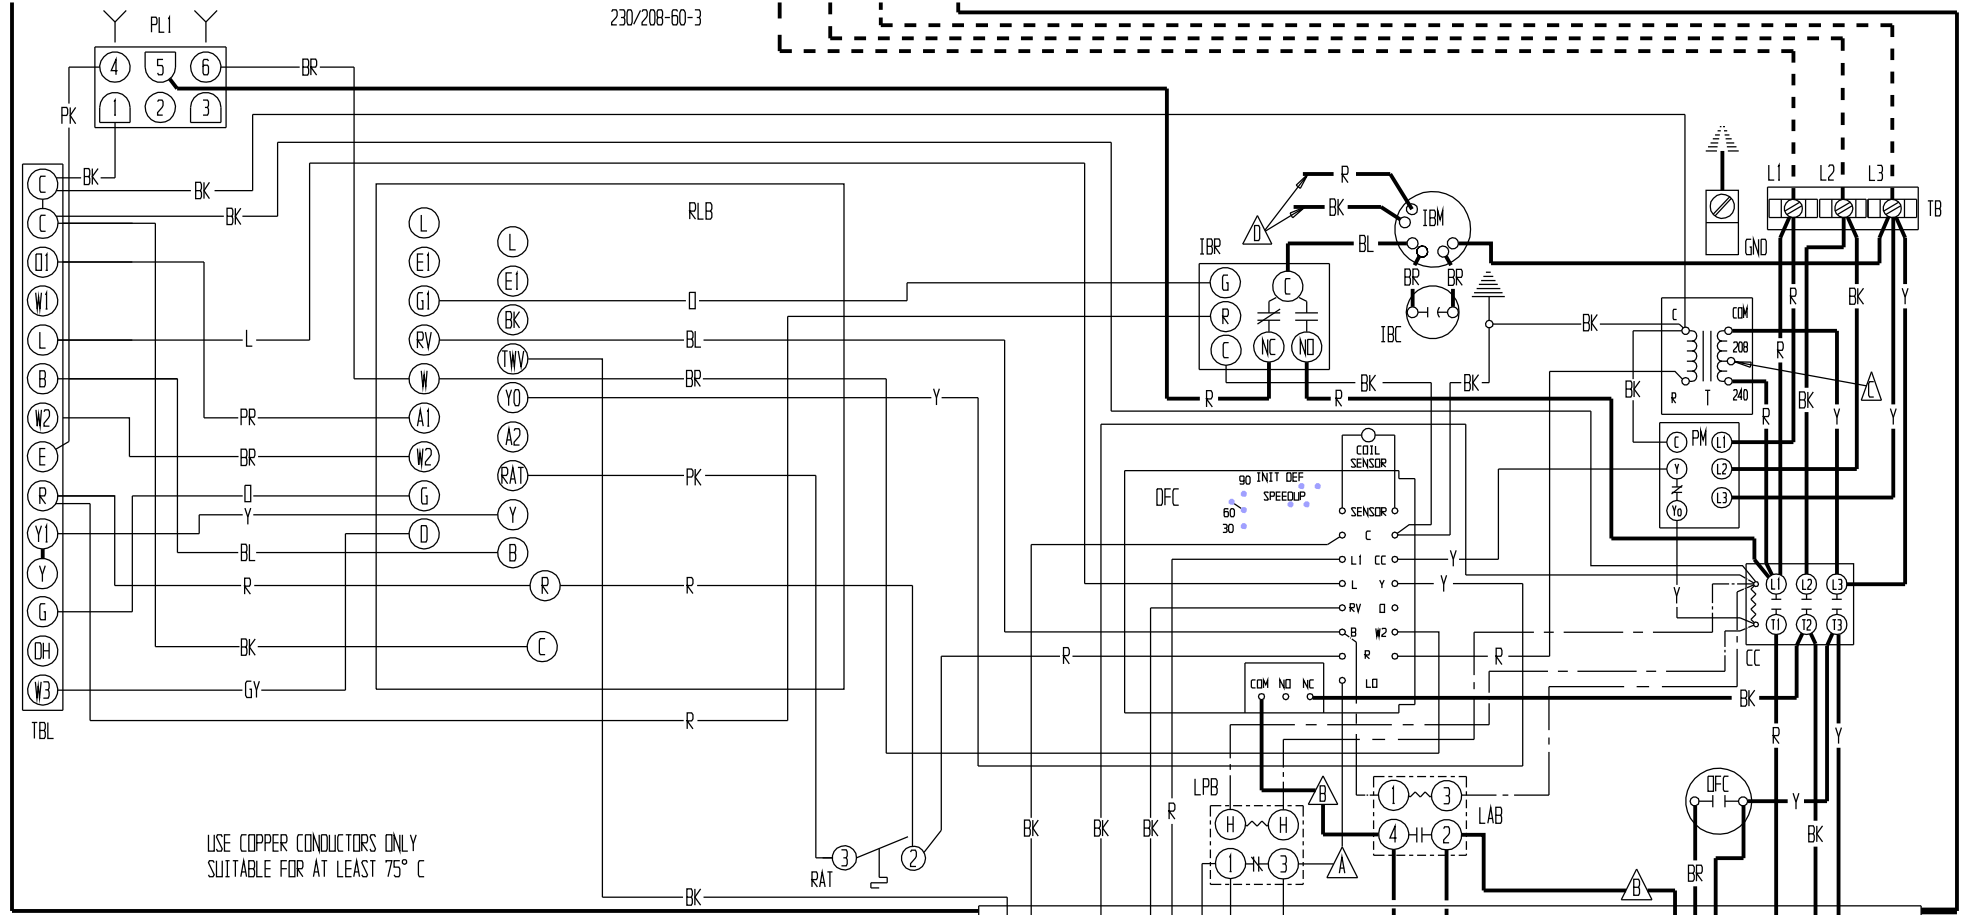 230/208-60-3
PL1
4
5
6
BR
1
2
3
PK
BK
BK
BK
C
C
O1
W1
L
B
W2
E
R
Y1
Y
G
OH
W3
TBL
L
PR
BR
O
Y
BL
R
BK
GY
RLB
L
E1
G1
RV
W
A1
W2
G
D
L
E1
BK
TWV
YO
A2
RAT
Y
B
R
C
O
BL
BR
Y
PK
R
R
R
BK
RAT
3
2
USE COPPER CONDUCTORS ONLY
SUITABLE FOR AT LEAST 75° C
R
BK
D
IBM
BL
BR
BR
IBC
IBR
G
R
C
C
NC
NO
R
R
BK
BK
BK
GND
L1
L2
L3
TB
R
BK
Y
C
COM
208
240
R
T
R
BK
R
BK
Y
Y
C
PM
C
Y
Yo
L1
L2
L3
Y
L1
L2
L3
T1
T2
T3
CC
COIL
SENSOR
DFC
90
INIT DEF
SPEEDUP
60
30
SENSOR
C
L1
CC
L
Y
RV
O
B
W2
R
LO
Y
Y
R
R
COM
NO
NC
BK
R
Y
LPB
H
H
1
3
B
A
1
3
4
2
LAB
DFC
Y
BK
BR
B
BK
BK
BK
R